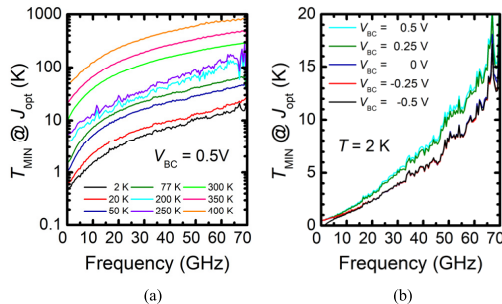 (a)
T_MIN @ J_opt (K)
1000
100
10
1
0.1
V_BC = 0.5V
2 K 77 K 300 K
20 K 200 K 350 K
50 K 250 K 400 K
0 10 20 30 40 50 60 70
Frequency (GHz)
(a)
(b)
T_MIN @ J_opt (K)
20
15
10
5
0
V_BC = 0.5 V
V_BC = 0.25 V
V_BC = 0 V
V_BC = -0.25 V
V_BC = -0.5 V
T = 2 K
0 10 20 30 40 50 60 70
Frequency (GHz)
(b)